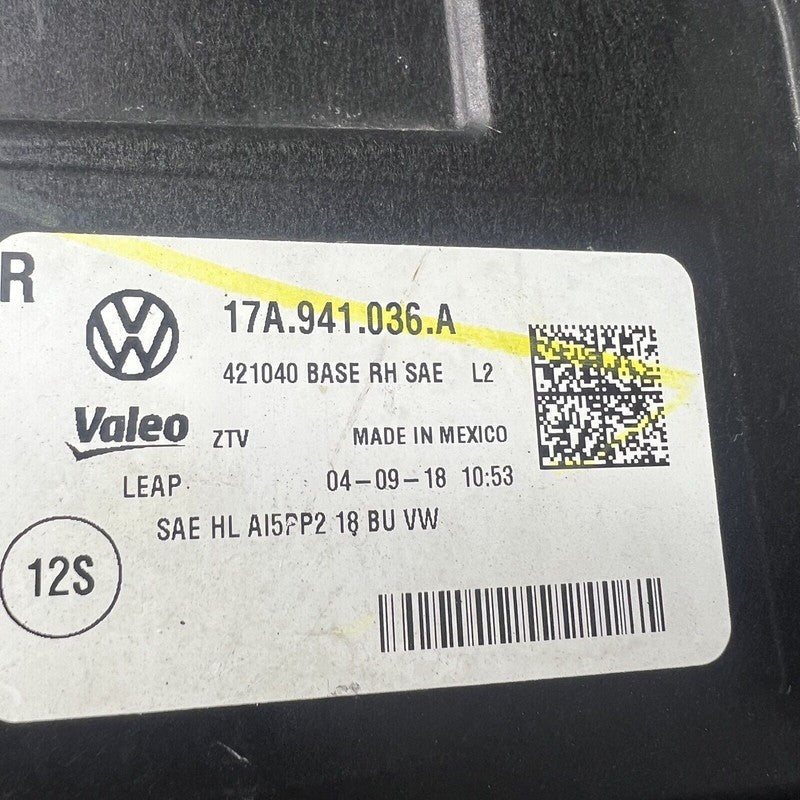 R
17A.941.036.A
421040 BASE RH SAE L2
Valeo ZTV MADE IN MEXICO
LEAP 04-09-18 10:53
SAE HL AI5PP2 18 BU VW
12S